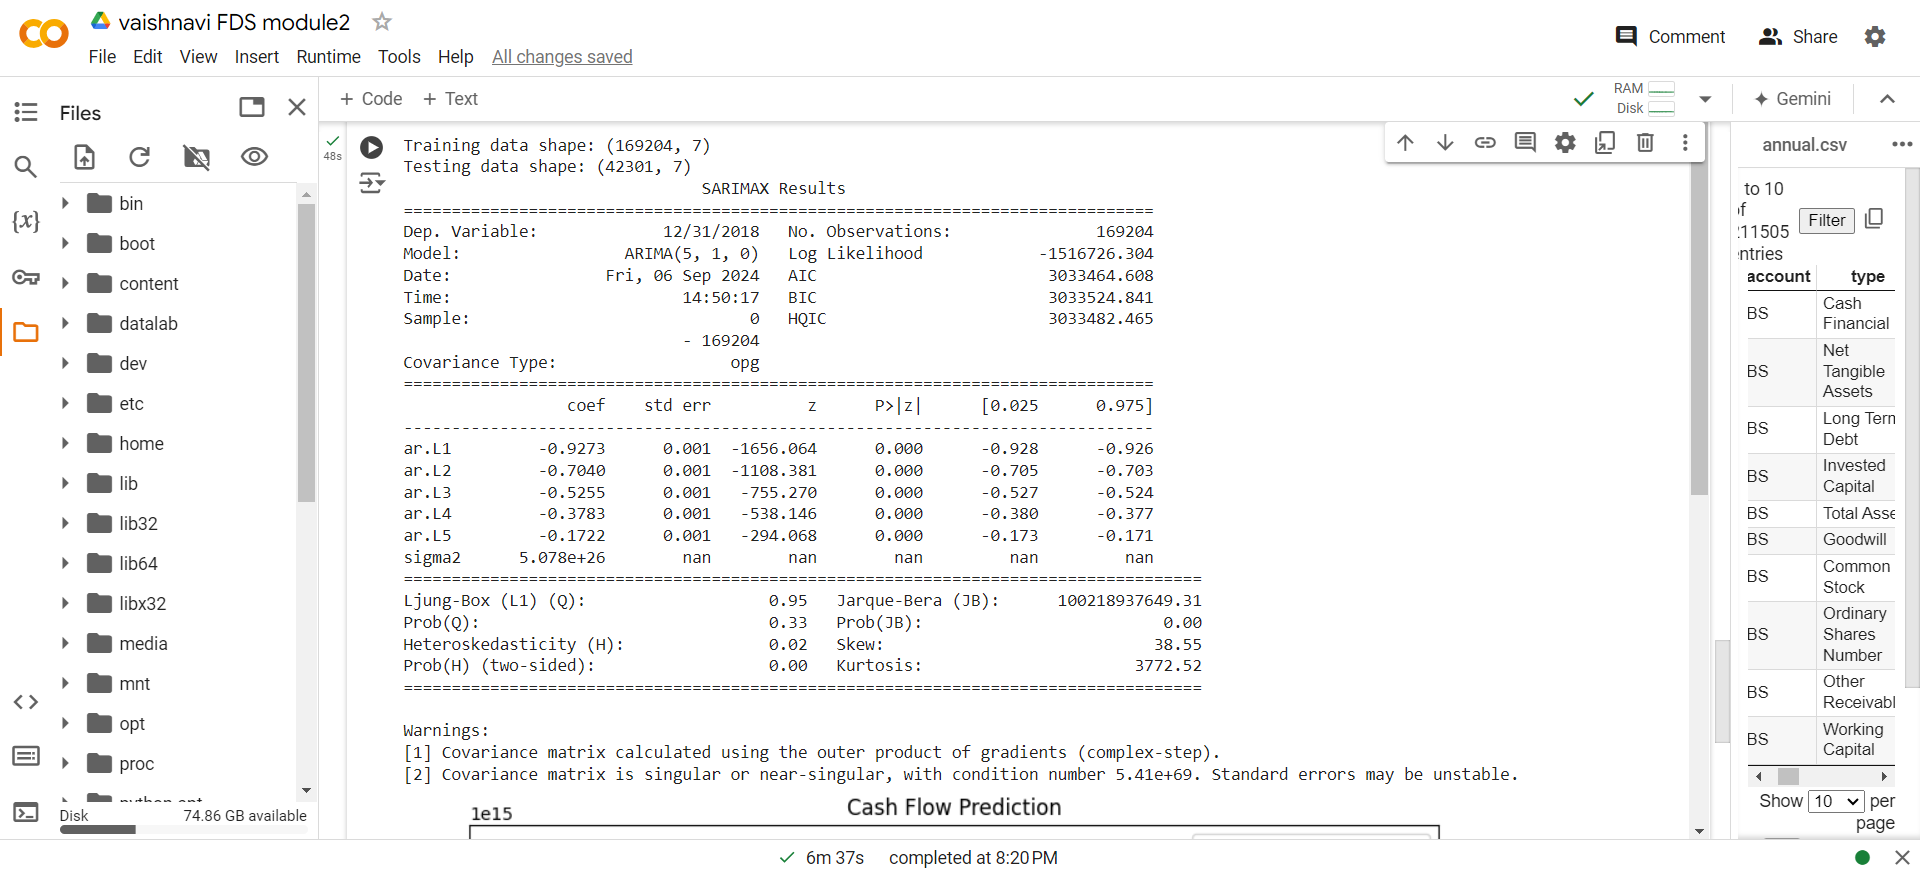 vaishnavi FDS module2
File Edit View Insert Runtime Tools Help All changes saved
Comment
Share
Files
+ Code + Text
RAM
Disk
Gemini
bin
boot
content
datalab
dev
etc
home
lib
lib32
lib64
libx32
media
mnt
opt
proc
Disk 74.86 GB available
48s
Training data shape: (169204, 7)
Testing data shape: (42301, 7)
SARIMAX Results
==============================================================================
Dep. Variable: 12/31/2018 No. Observations: 169204
Model: ARIMA(5, 1, 0) Log Likelihood -1516726.304
Date: Fri, 06 Sep 2024 AIC 3033464.608
Time: 14:50:17 BIC 3033524.841
Sample: 0 HQIC 3033482.465
- 169204
Covariance Type: opg
==============================================================================
coef std err z P>|z| [0.025 0.975]
------------------------------------------------------------------------------
ar.L1 -0.9273 0.001 -1656.064 0.000 -0.928 -0.926
ar.L2 -0.7040 0.001 -1108.381 0.000 -0.705 -0.703
ar.L3 -0.5255 0.001 -755.270 0.000 -0.527 -0.524
ar.L4 -0.3783 0.001 -538.146 0.000 -0.380 -0.377
ar.L5 -0.1722 0.001 -294.068 0.000 -0.173 -0.171
sigma2 5.078e+26 nan nan nan nan nan
===================================================================================
Ljung-Box (L1) (Q): 0.95 Jarque-Bera (JB): 100218937649.31
Prob(Q): 0.33 Prob(JB): 0.00
Heteroskedasticity (H): 0.02 Skew: 38.55
Prob(H) (two-sided): 0.00 Kurtosis: 3772.52
===================================================================================
Warnings:
[1] Covariance matrix calculated using the outer product of gradients (complex-step).
[2] Covariance matrix is singular or near-singular, with condition number 5.41e+69. Standard errors may be unstable.
Cash Flow Prediction
1e15
annual.csv
to 10
11505
Filter
account type
BS Cash
Financial
BS Net
Tangible
Assets
BS Long Term
Debt
BS Invested
Capital
BS Total Asse
BS Goodwill
BS Common
Stock
BS Ordinary
Shares
Number
BS Other
Receivabl
BS Working
Capital
Show 10 per
page
6m 37s completed at 8:20 PM